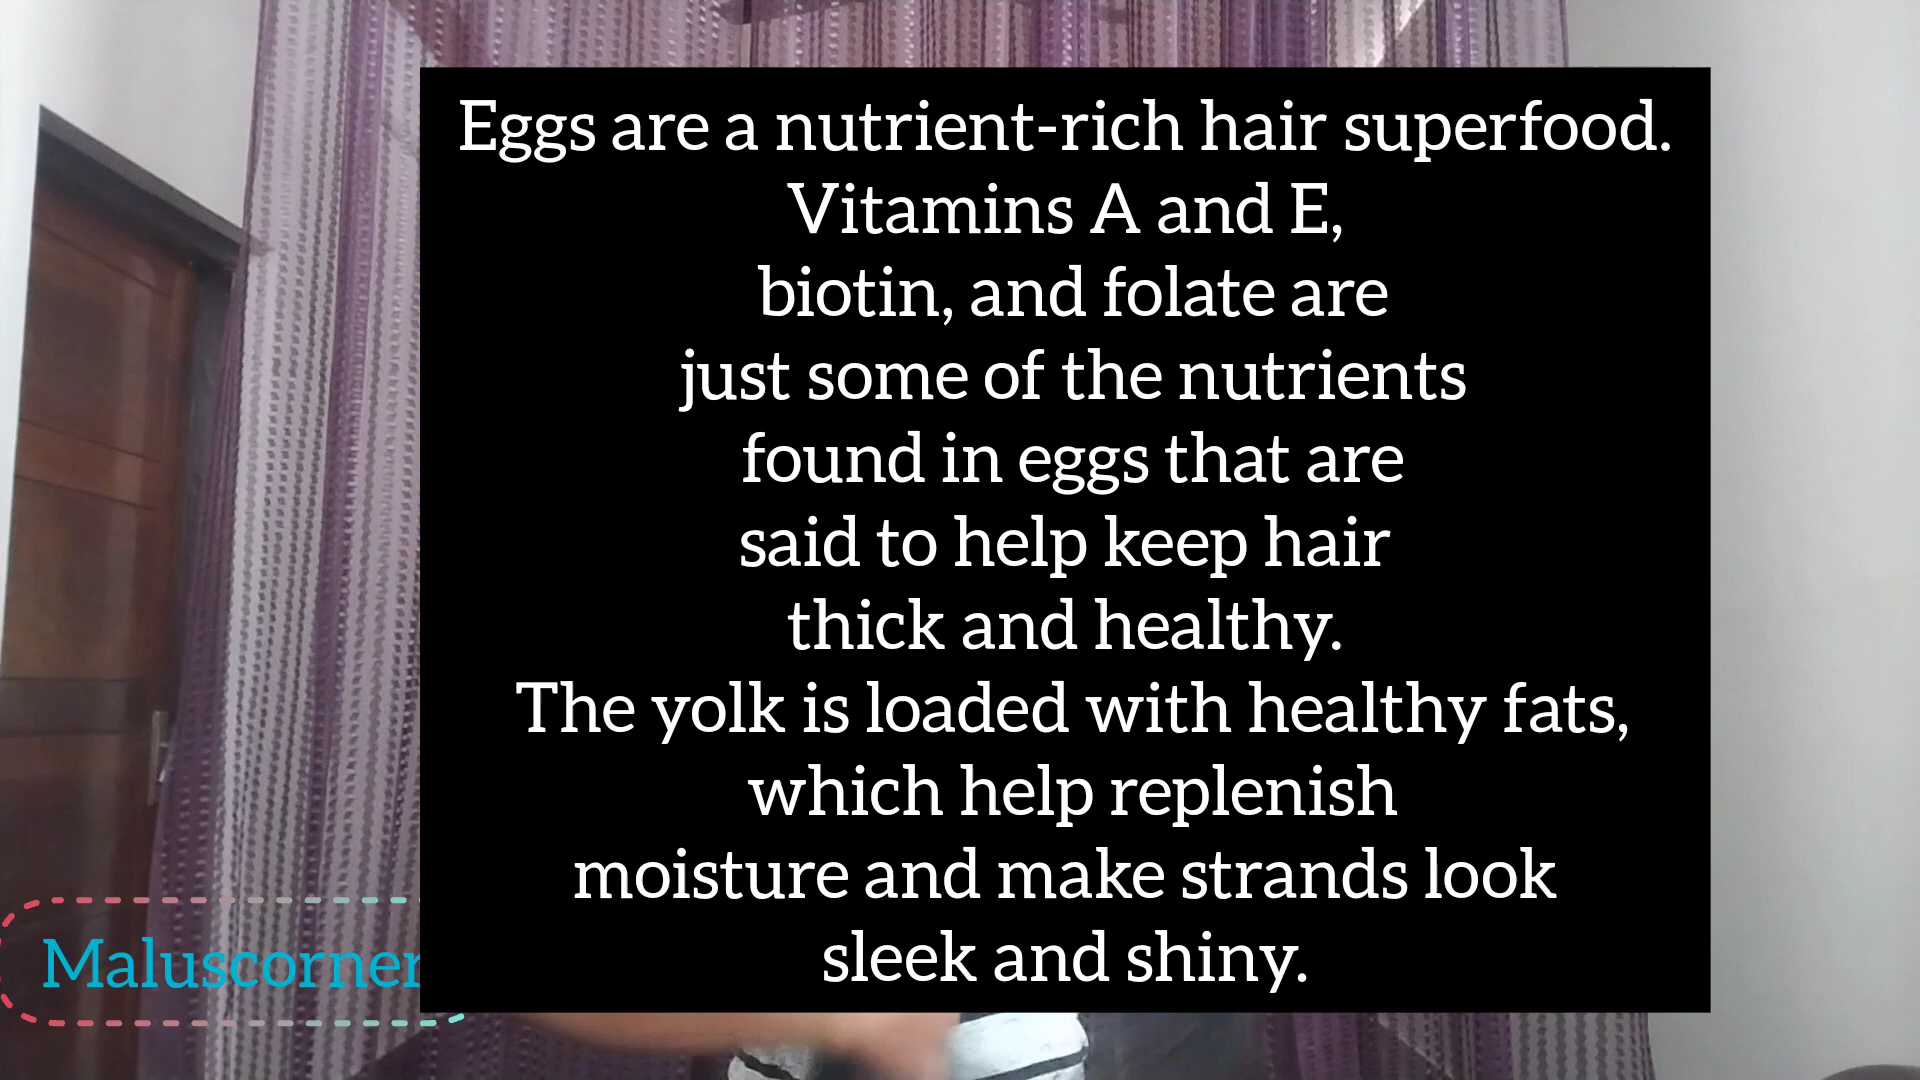 Eggs are a nutrient-rich hair superfood.
Vitamins A and E,
biotin, and folate are
just some of the nutrients
found in eggs that are
said to help keep hair
thick and healthy.
The yolk is loaded with healthy fats,
which help replenish
moisture and make strands look
sleek and shiny.
Maluscorner